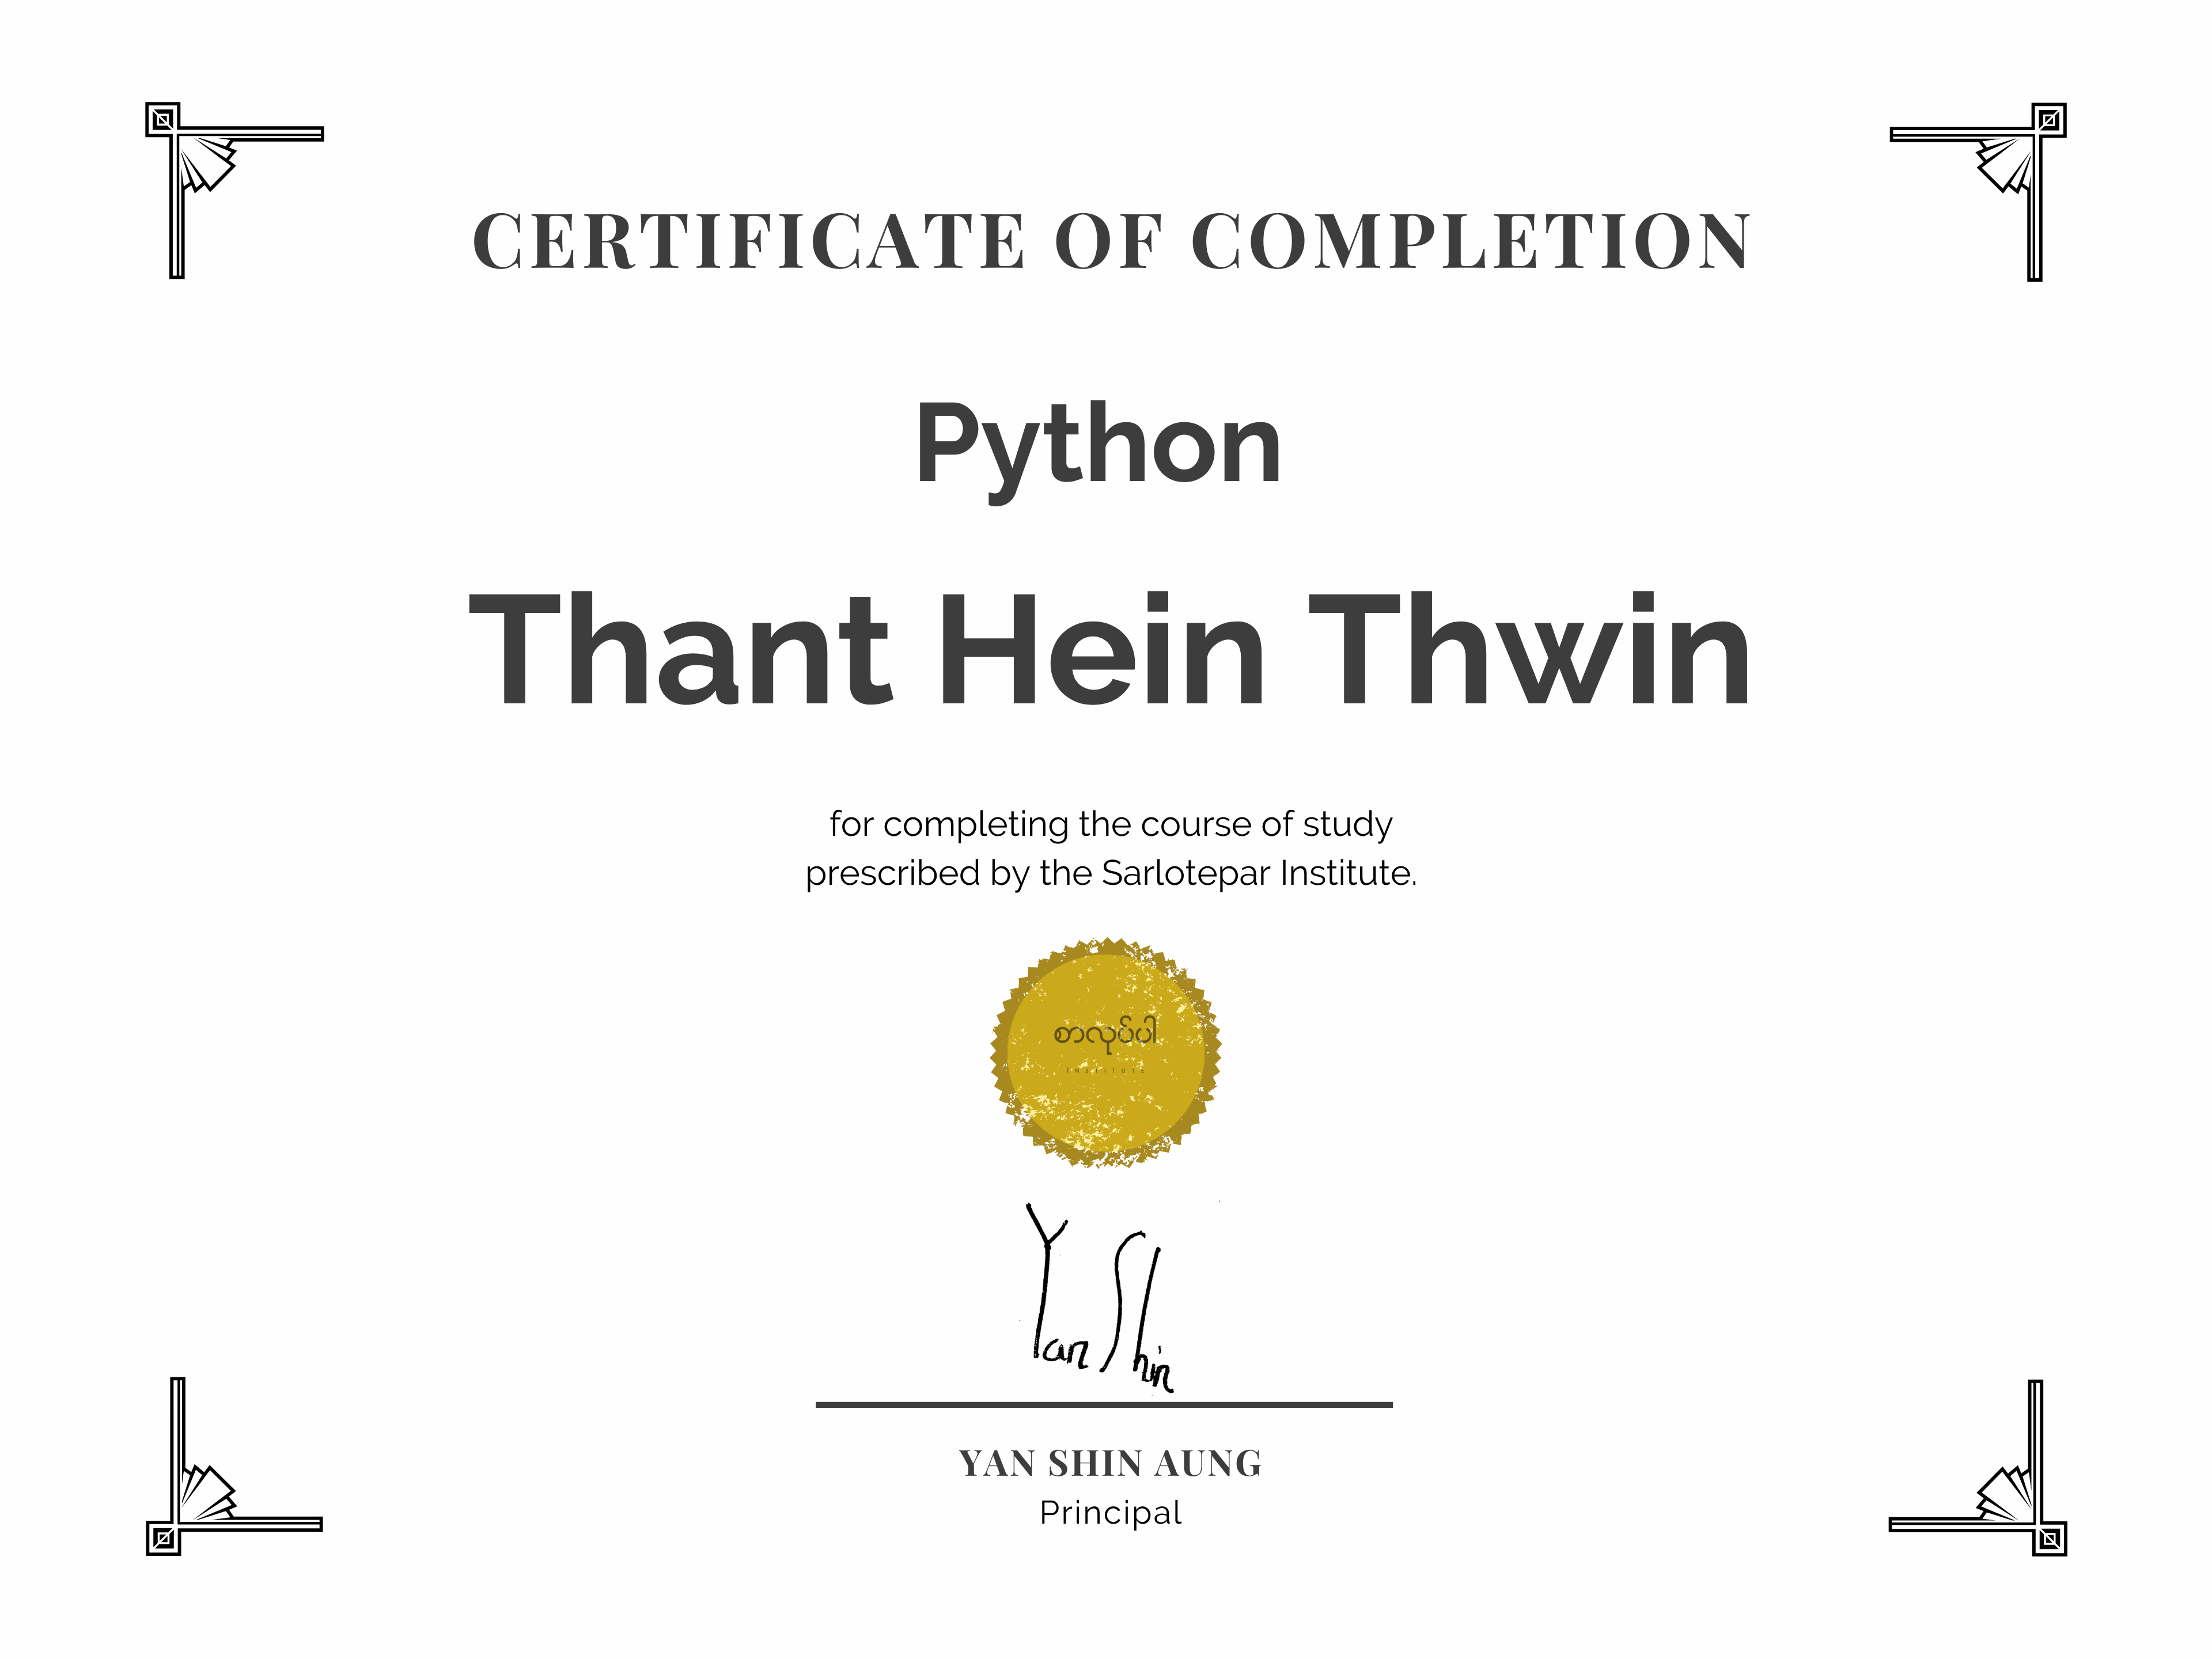 CERTIFICATE OF COMPLETION
Python
Thant Hein Thwin
for completing the course of study
prescribed by the Sarlotepar Institute.
စာလုပ်ပါ
INSTITUTE
Yan Shin
YAN SHIN AUNG
Principal